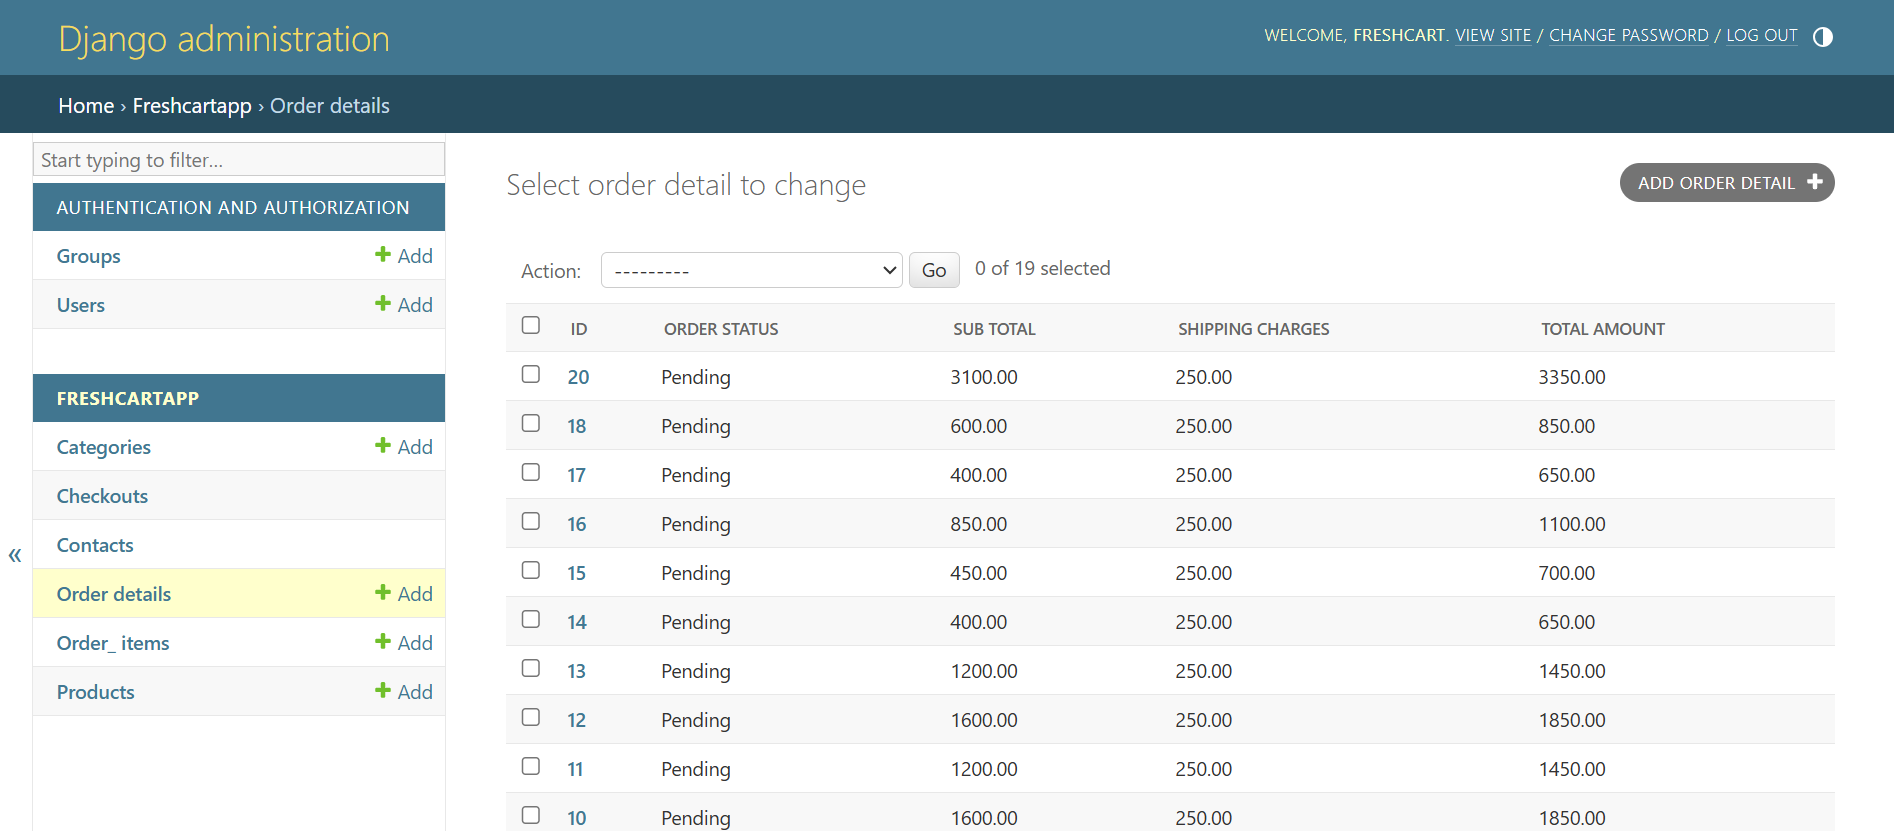 Django administration
WELCOME, FRESHCART. VIEW SITE / CHANGE PASSWORD / LOG OUT
Home › Freshcartapp › Order details
Start typing to filter...
AUTHENTICATION AND AUTHORIZATION
Groups + Add
Users + Add
FRESHCARTAPP
Categories + Add
Checkouts
Contacts
Order details + Add
Order_ items + Add
Products + Add
«
Select order detail to change
ADD ORDER DETAIL +
Action: --------- Go 0 of 19 selected
ID ORDER STATUS SUB TOTAL SHIPPING CHARGES TOTAL AMOUNT
20 Pending 3100.00 250.00 3350.00
18 Pending 600.00 250.00 850.00
17 Pending 400.00 250.00 650.00
16 Pending 850.00 250.00 1100.00
15 Pending 450.00 250.00 700.00
14 Pending 400.00 250.00 650.00
13 Pending 1200.00 250.00 1450.00
12 Pending 1600.00 250.00 1850.00
11 Pending 1200.00 250.00 1450.00
10 Pending 1600.00 250.00 1850.00